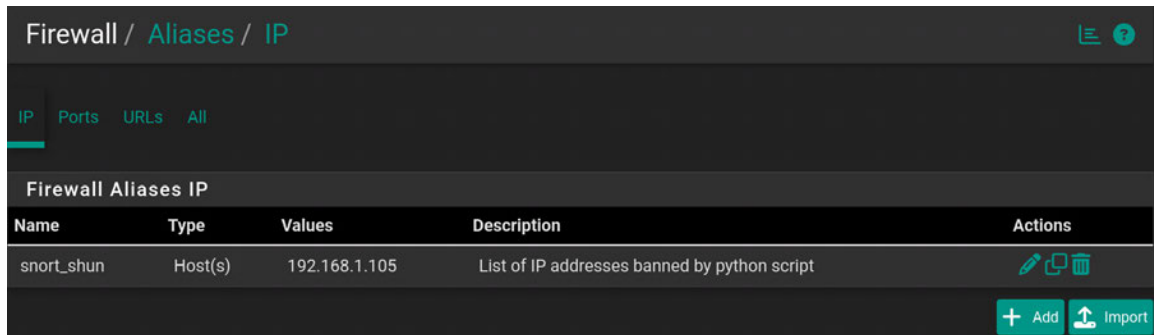 Firewall / Aliases / IP
IP Ports URLs All
Firewall Aliases IP
Name Type Values Description Actions
snort_shun Host(s) 192.168.1.105 List of IP addresses banned by python script
Add Import